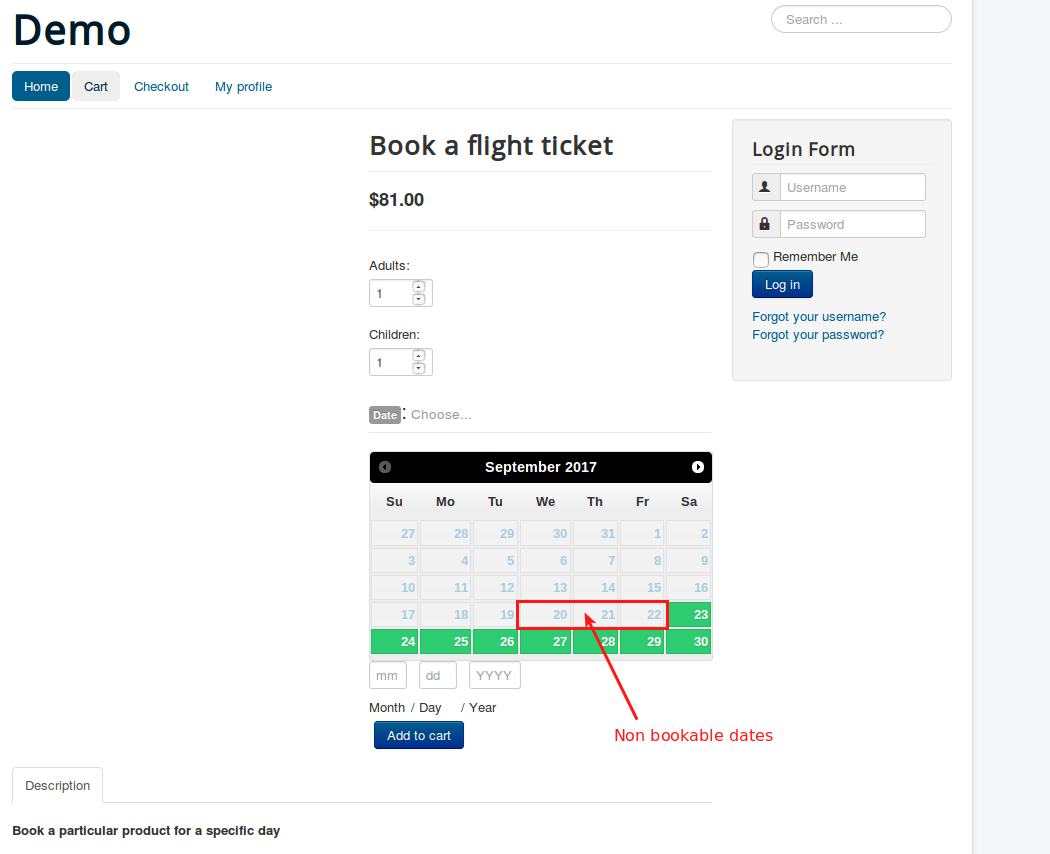 Demo
Search ...
Home Cart Checkout My profile
Book a flight ticket
$81.00
Adults:
1
Children:
1
Date : Choose...
September 2017
Su Mo Tu We Th Fr Sa
27 28 29 30 31 1 2
3 4 5 6 7 8 9
10 11 12 13 14 15 16
17 18 19 20 21 22 23
24 25 26 27 28 29 30
mm dd YYYY
Month / Day / Year
Add to cart
Non bookable dates
Login Form
Username
Password
Remember Me
Log in
Forgot your username?
Forgot your password?
Description
Book a particular product for a specific day